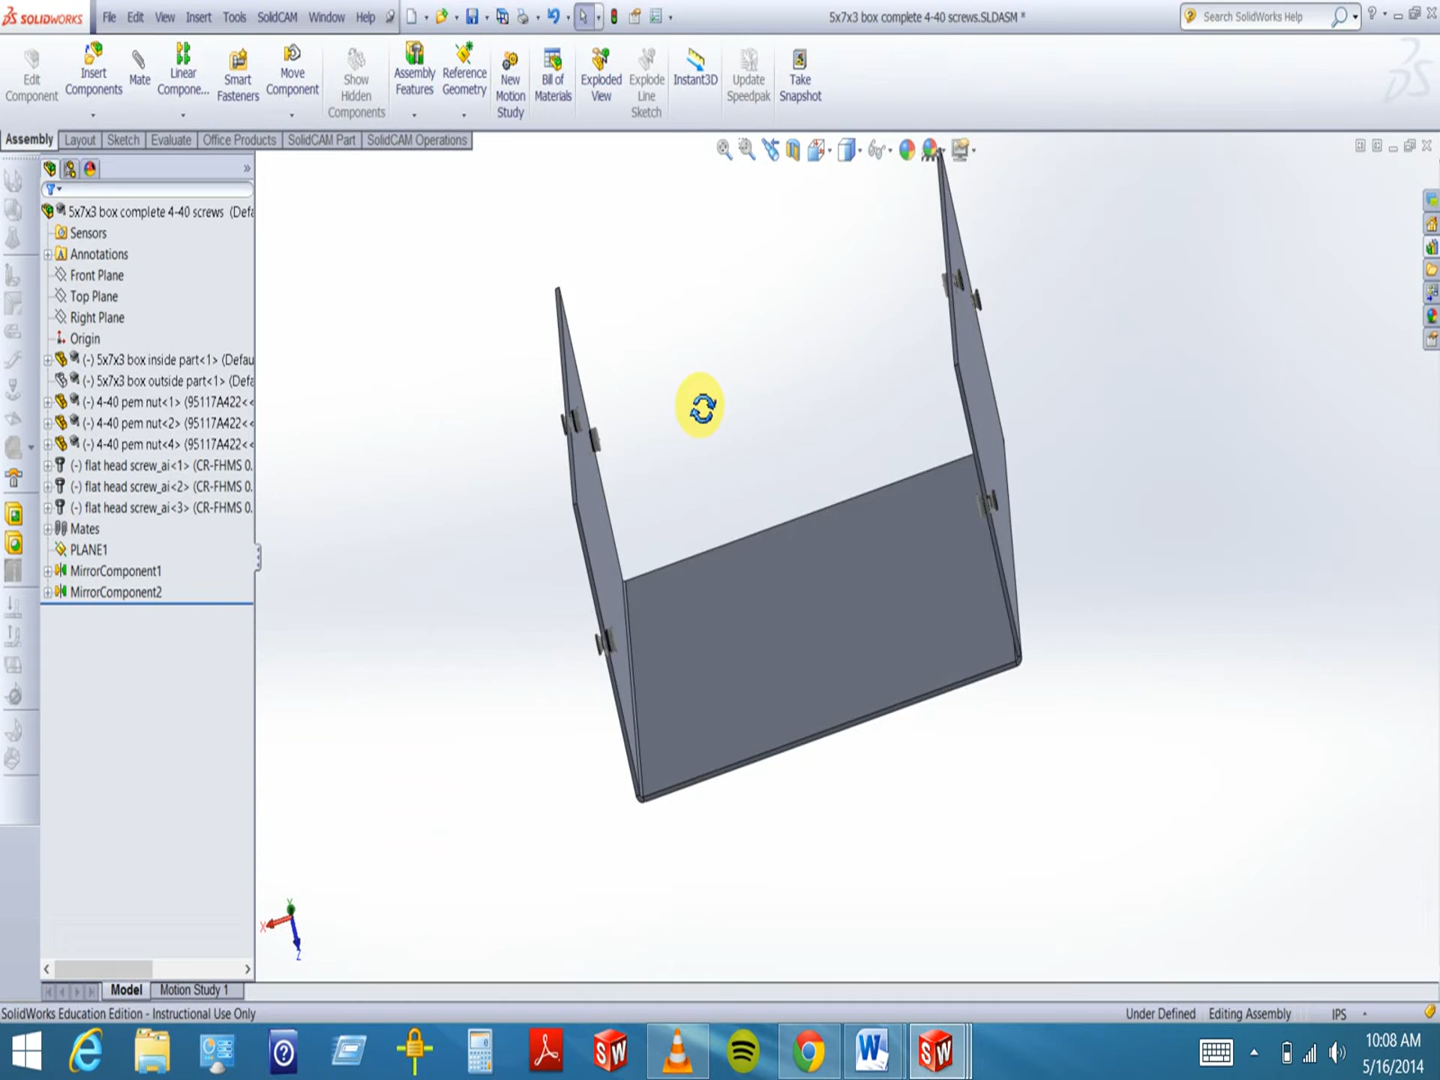 SOLIDWORKS File Edit View Insert Tools SolidCAM Window Help 5x7x3 box complete 4-40 screws.SLDASM * Search SolidWorks Help
Edit Component
Insert Components
Mate
Linear Compone...
Smart Fasteners
Move Component
Show Hidden Components
Assembly Features
Reference Geometry
New Motion Study
Bill of Materials
Exploded View
Explode Line Sketch
Instant3D
Update Speedpak
Take Snapshot
Assembly Layout Sketch Evaluate Office Products SolidCAM Part SolidCAM Operations
5x7x3 box complete 4-40 screws (Defa
Sensors
Annotations
Front Plane
Top Plane
Right Plane
Origin
(-) 5x7x3 box inside part<1> (Defau
(-) 5x7x3 box outside part<1> (Defa
(-) 4-40 pem nut<1> (95117A422<<
(-) 4-40 pem nut<2> (95117A422<<
(-) 4-40 pem nut<4> (95117A422<<
(-) flat head screw_ai<1> (CR-FHMS 0.
(-) flat head screw_ai<2> (CR-FHMS 0.
(-) flat head screw_ai<3> (CR-FHMS 0.
Mates
PLANE1
MirrorComponent1
MirrorComponent2
Y
X
Z
Model Motion Study 1
SolidWorks Education Edition - Instructional Use Only Under Defined Editing Assembly IPS
10:08 AM
5/16/2014